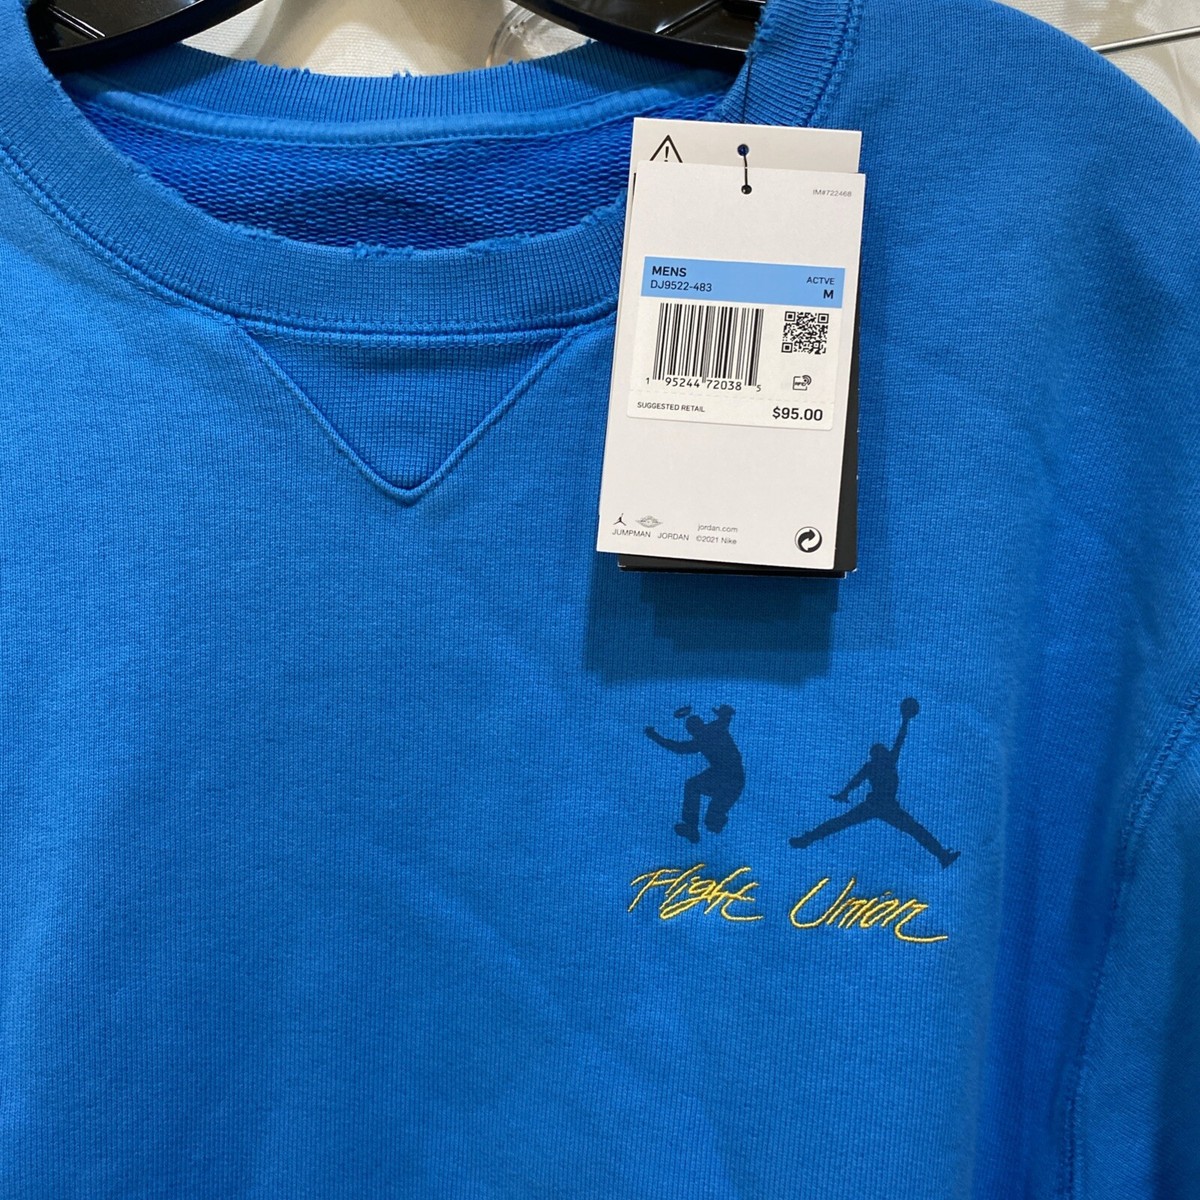 IM#722468
MENS
DJ9522-483
ACTVE
M
1 95244 72038 5
SUGGESTED RETAIL
$95.00
JUMPMAN JORDAN
jordan.com
©2021 Nike
Flight Union